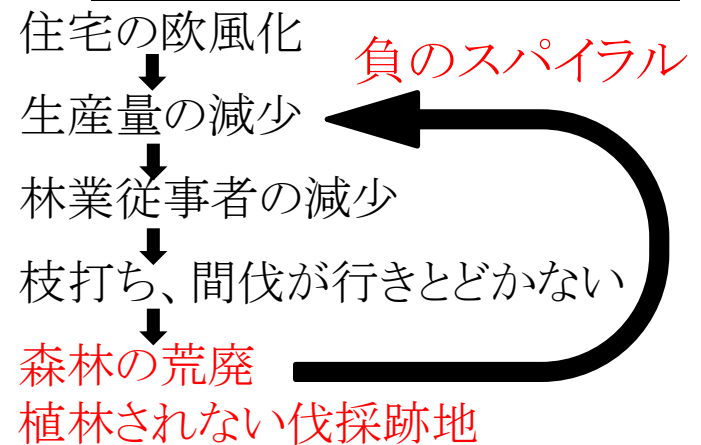 住宅の欧風化
負のスパイラル
生産量の減少
林業従事者の減少
枝打ち、間伐が行きとどかない
森林の荒廃
植林されない伐採跡地